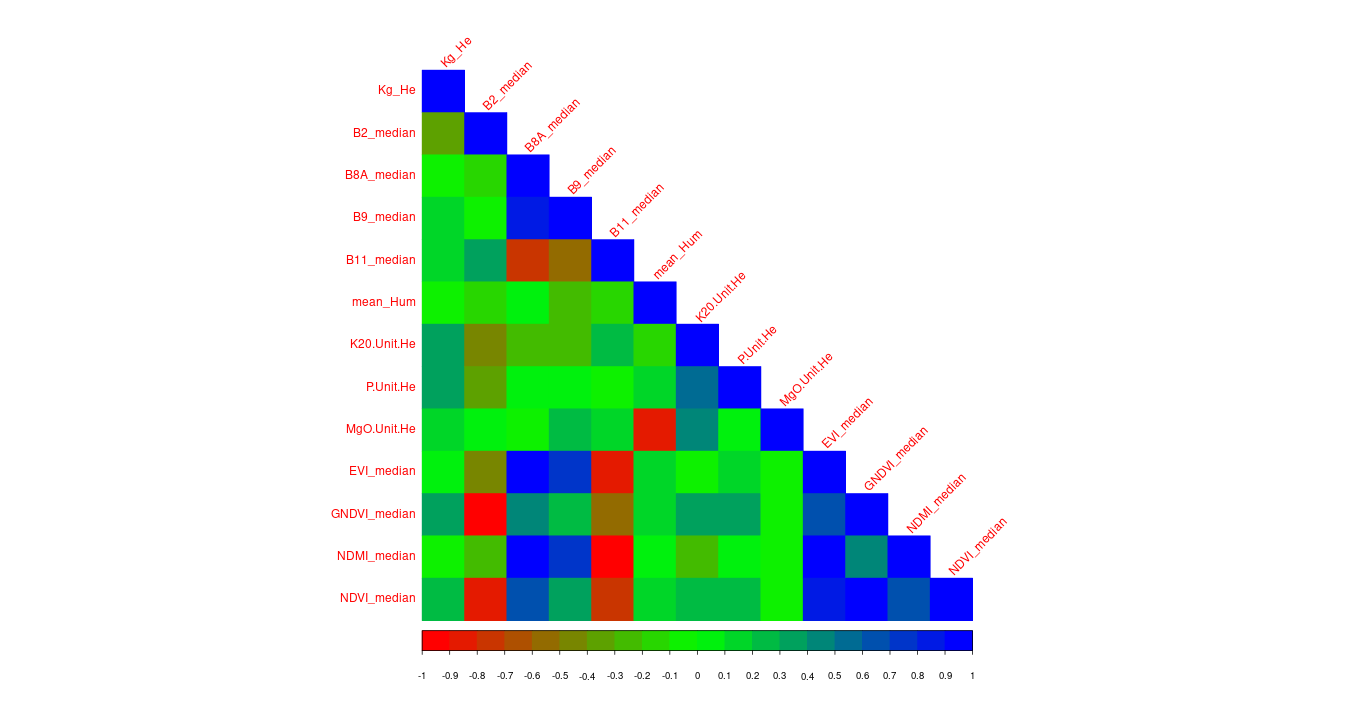 Kg_He
Kg_He
B2_median
B2_median
B8A_median
B8A_median
B9_median
B9_median
B11_median
B11_median
mean_Hum
mean_Hum
K20.Unit.He
K20.Unit.He
P.Unit.He
P.Unit.He
MgO.Unit.He
MgO.Unit.He
EVI_median
EVI_median
GNDVI_median
GNDVI_median
NDMI_median
NDMI_median
NDVI_median
NDVI_median
-1 -0.9 -0.8 -0.7 -0.6 -0.5 -0.4 -0.3 -0.2 -0.1 0 0.1 0.2 0.3 0.4 0.5 0.6 0.7 0.8 0.9 1